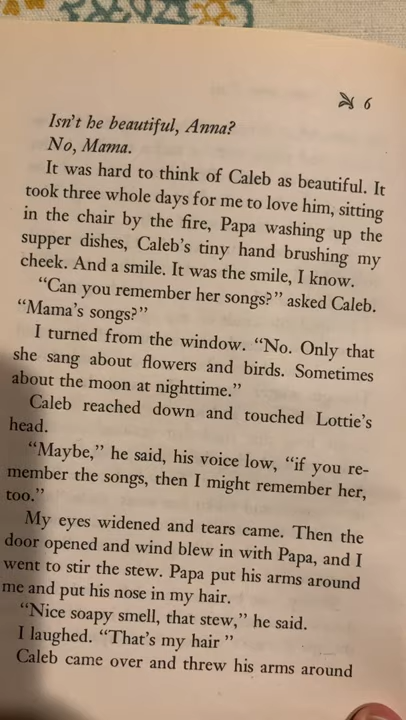 6
Isn't he beautiful, Anna?
No, Mama.
It was hard to think of Caleb as beautiful. It
took three whole days for me to love him, sitting
in the chair by the fire, Papa washing up the
supper dishes, Caleb's tiny hand brushing my
cheek. And a smile. It was the smile, I know.
"Can you remember her songs?" asked Caleb.
"Mama's songs?"
I turned from the window. "No. Only that
she sang about flowers and birds. Sometimes
about the moon at nighttime."
Caleb reached down and touched Lottie's
head.
"Maybe," he said, his voice low, "if you re-
member the songs, then I might remember her,
too."
My eyes widened and tears came. Then the
door opened and wind blew in with Papa, and I
went to stir the stew. Papa put his arms around
me and put his nose in my hair.
"Nice soapy smell, that stew," he said.
I laughed. "That's my hair "
Caleb came over and threw his arms around